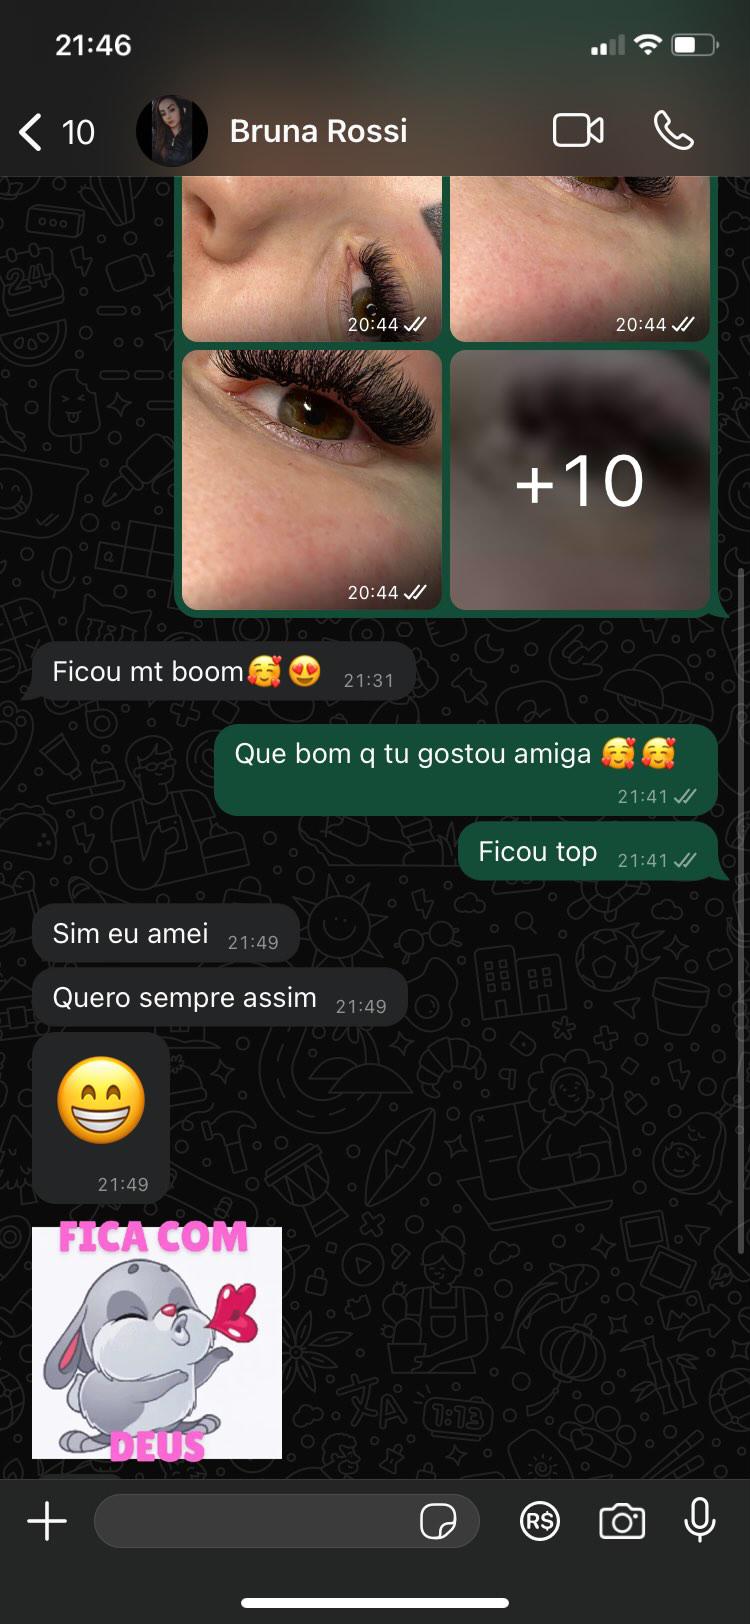 21:46
10
Bruna Rossi
20:44
20:44
20:44
+10
Ficou mt boom🥰😍 21:31
Que bom q tu gostou amiga 🥰🥰
21:41
Ficou top 21:41
Sim eu amei 21:49
Quero sempre assim 21:49
😁
21:49
FICA COM
DEUS
R$